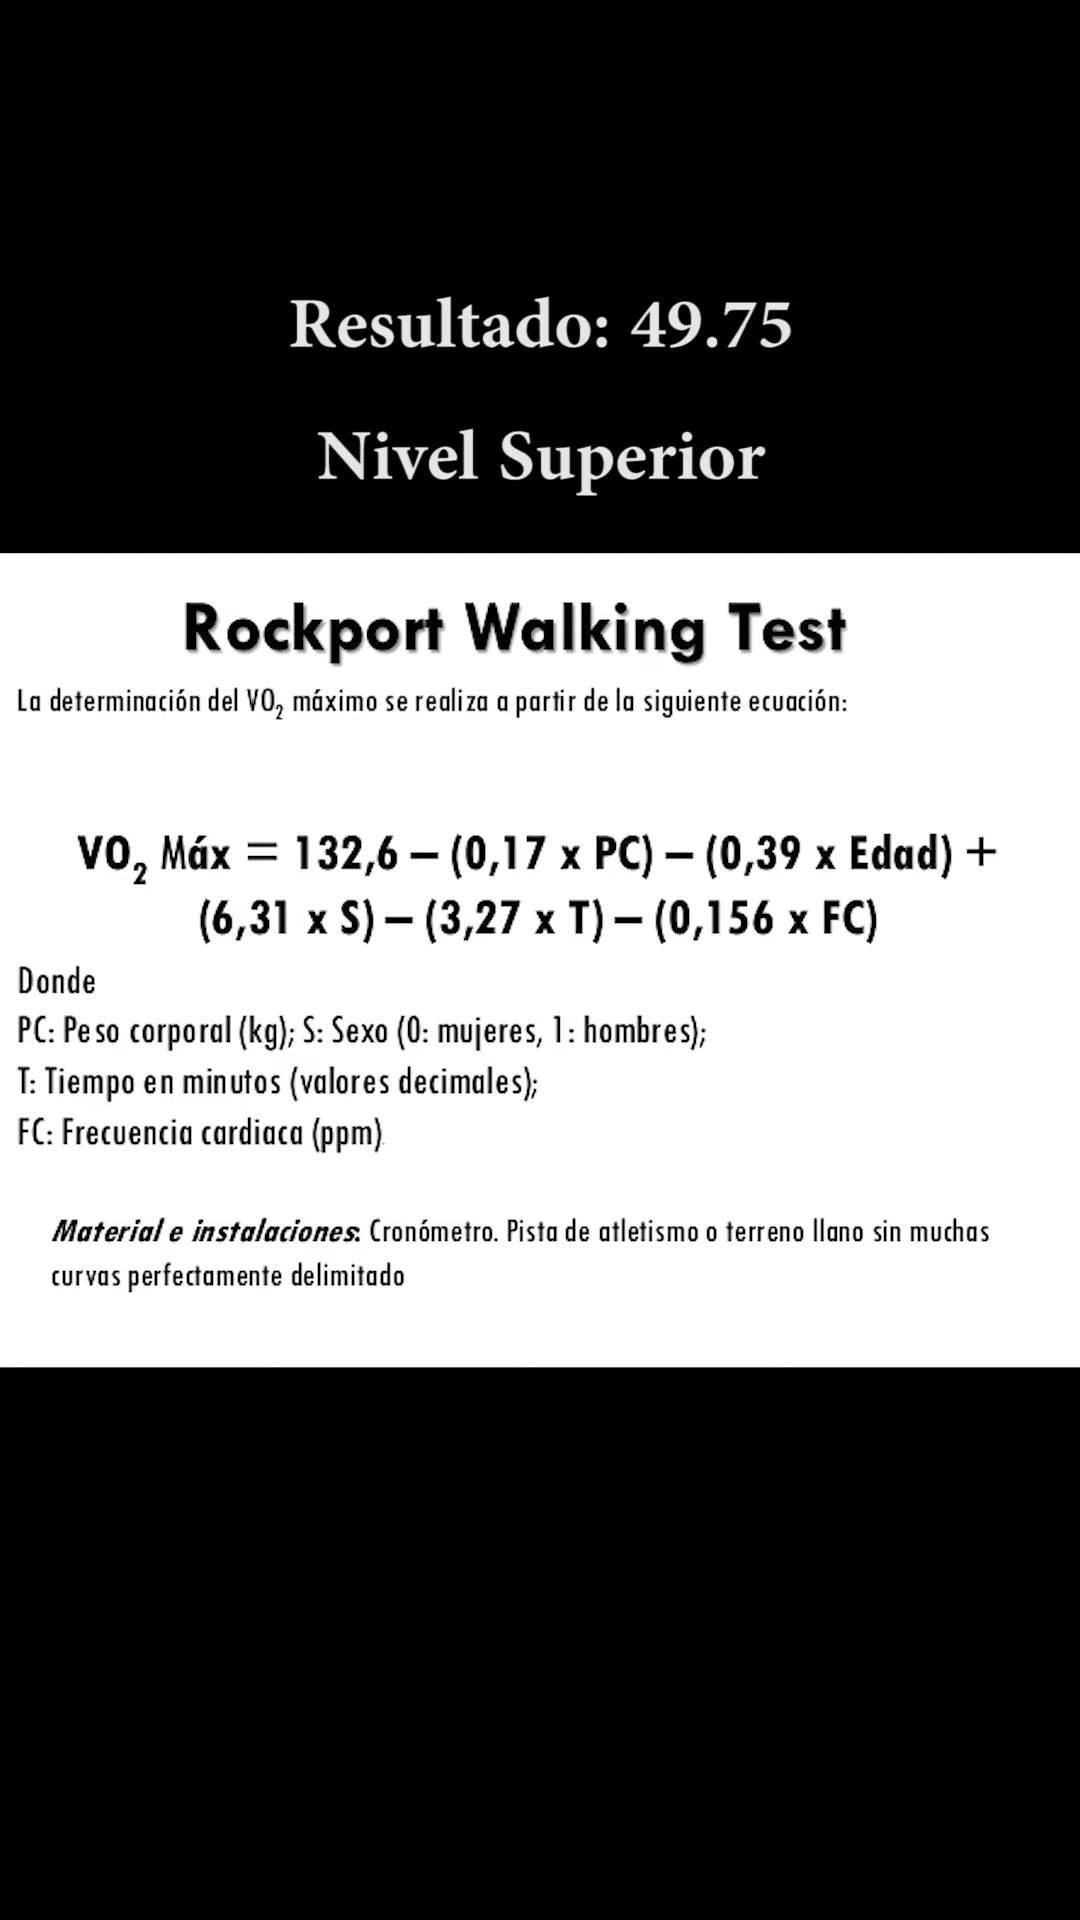 Resultado: 49.75
Nivel Superior
Rockport Walking Test
La determinación del VO₂ máximo se realiza a partir de la siguiente ecuación:
VO₂ Máx = 132,6 – (0,17 x PC) – (0,39 x Edad) +
(6,31 x S) – (3,27 x T) – (0,156 x FC)
Donde
PC: Peso corporal (kg); S: Sexo (0: mujeres, 1: hombres);
T: Tiempo en minutos (valores decimales);
FC: Frecuencia cardiaca (ppm)
Material e instalaciones: Cronómetro. Pista de atletismo o terreno llano sin muchas
curvas perfectamente delimitado